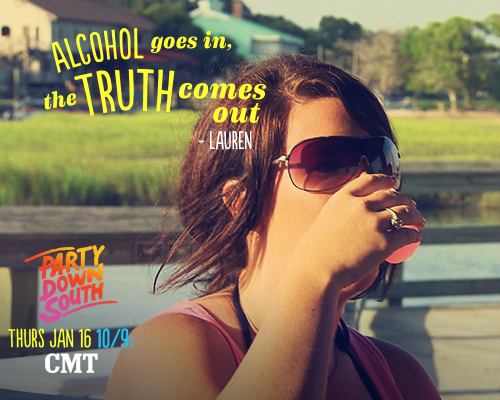 ALCOHOL goes in,
the TRUTH comes
out
- LAUREN
PARTY
DOWN
SOUTH
THURS JAN 16 10/9c
CMT